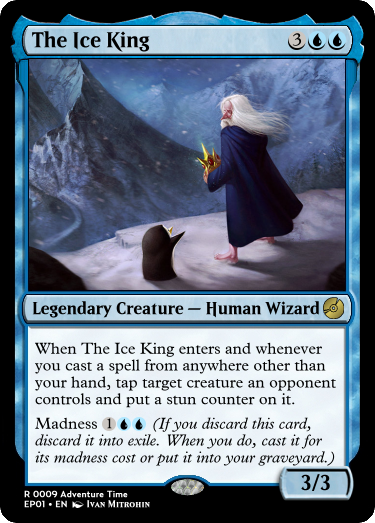 The Ice King 3
Legendary Creature — Human Wizard
When The Ice King enters and whenever
you cast a spell from anywhere other than
your hand, tap target creature an opponent
controls and put a stun counter on it.
Madness 1 (If you discard this card,
discard it into exile. When you do, cast it for
its madness cost or put it into your graveyard.)
3/3
R 0009 Adventure Time
EP01 • EN Ivan Mitrohin